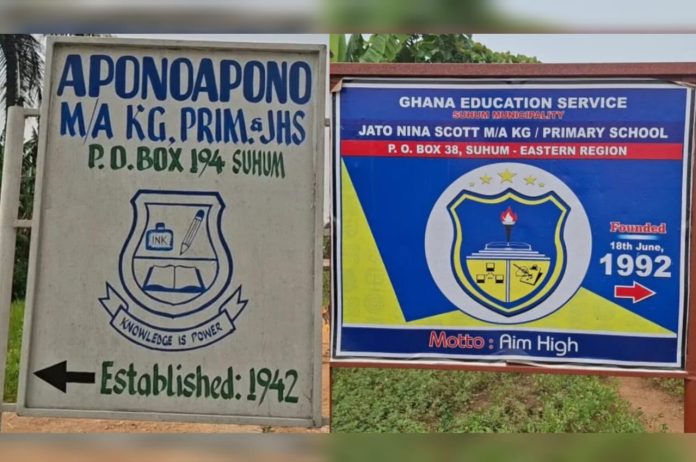 APONOAPONO
M/A KG, PRIM. & JHS
P. O. BOX 194 SUHUM
INK
KNOWLEDGE IS POWER
Established: 1942
GHANA EDUCATION SERVICE
SUHUM MUNICIPALITY
JATO NINA SCOTT M/A KG / PRIMARY SCHOOL
P. O. BOX 38, SUHUM - EASTERN REGION
Founded
18th June,
1992
Motto : Aim High